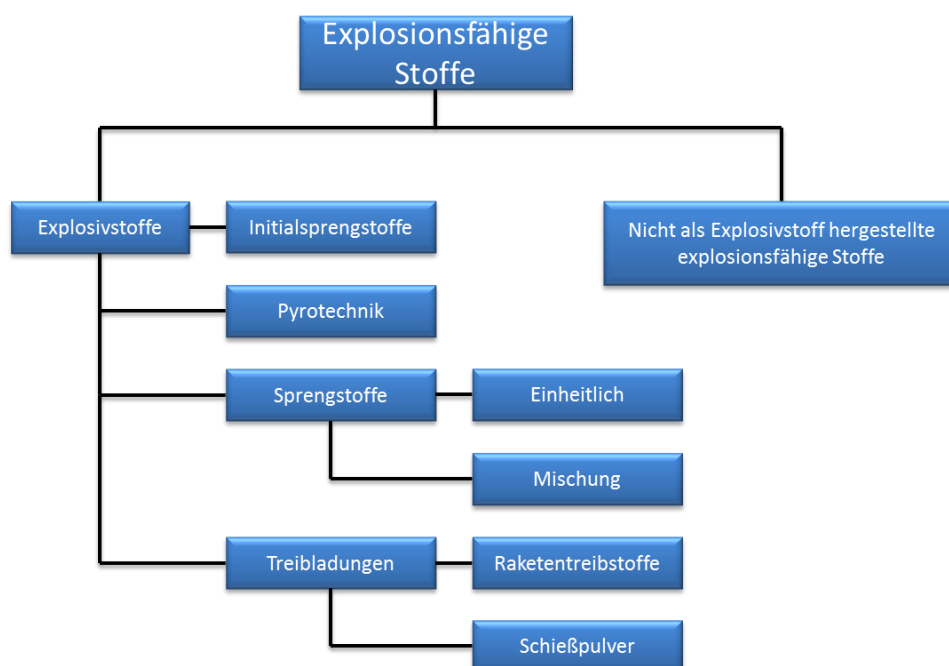 Explosionsfähige
Stoffe
Explosivstoffe
Initialsprengstoffe
Nicht als Explosivstoff hergestellte
explosionsfähige Stoffe
Pyrotechnik
Sprengstoffe
Einheitlich
Mischung
Treibladungen
Raketentreibstoffe
Schießpulver